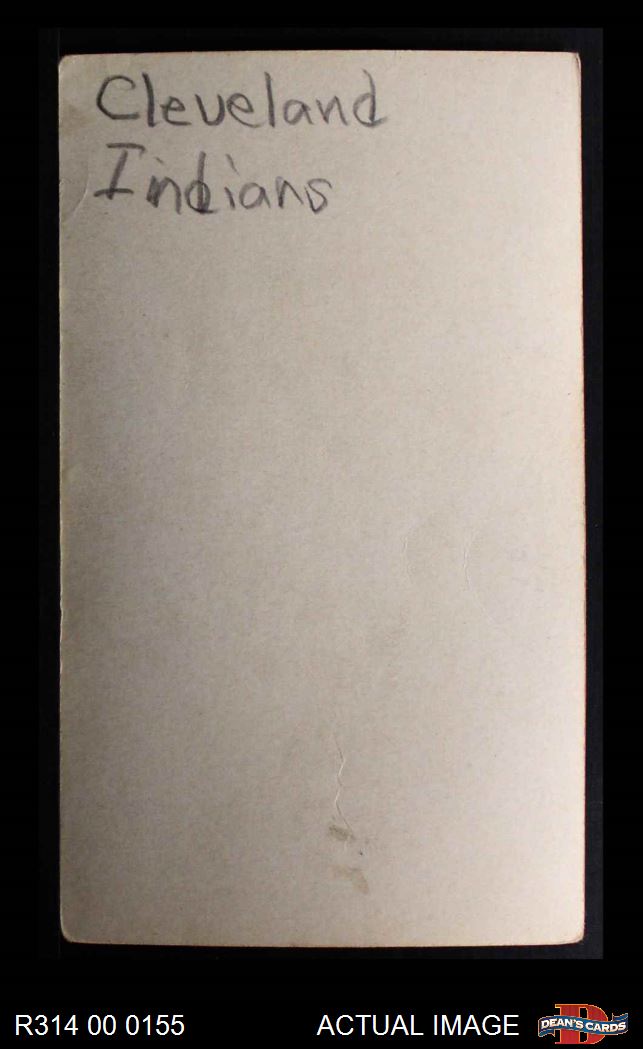 Cleveland
Indians
R314 00 0155 ACTUAL IMAGE DEAN'S CARDS